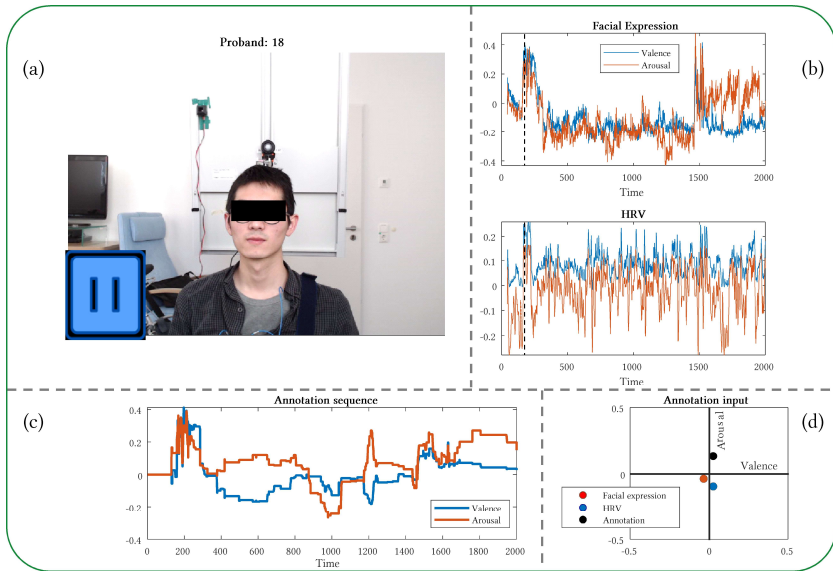 (a)
Proband: 18
(b)
Facial Expression
Valence
Arousal
0.4
0.2
0
-0.2
-0.4
0 500 1000 1500 2000
Time
HRV
0.2
0.1
0
-0.1
-0.2
0 500 1000 1500 2000
Time
(c)
Annotation sequence
0.4
0.2
0
-0.2
-0.4
Valence
Arousal
0 200 400 600 800 1000 1200 1400 1600 1800 2000
Time
(d)
Annotation input
0.5
0
-0.5
Arousal
Valence
Facial expression
HRV
Annotation
-0.5 0 0.5